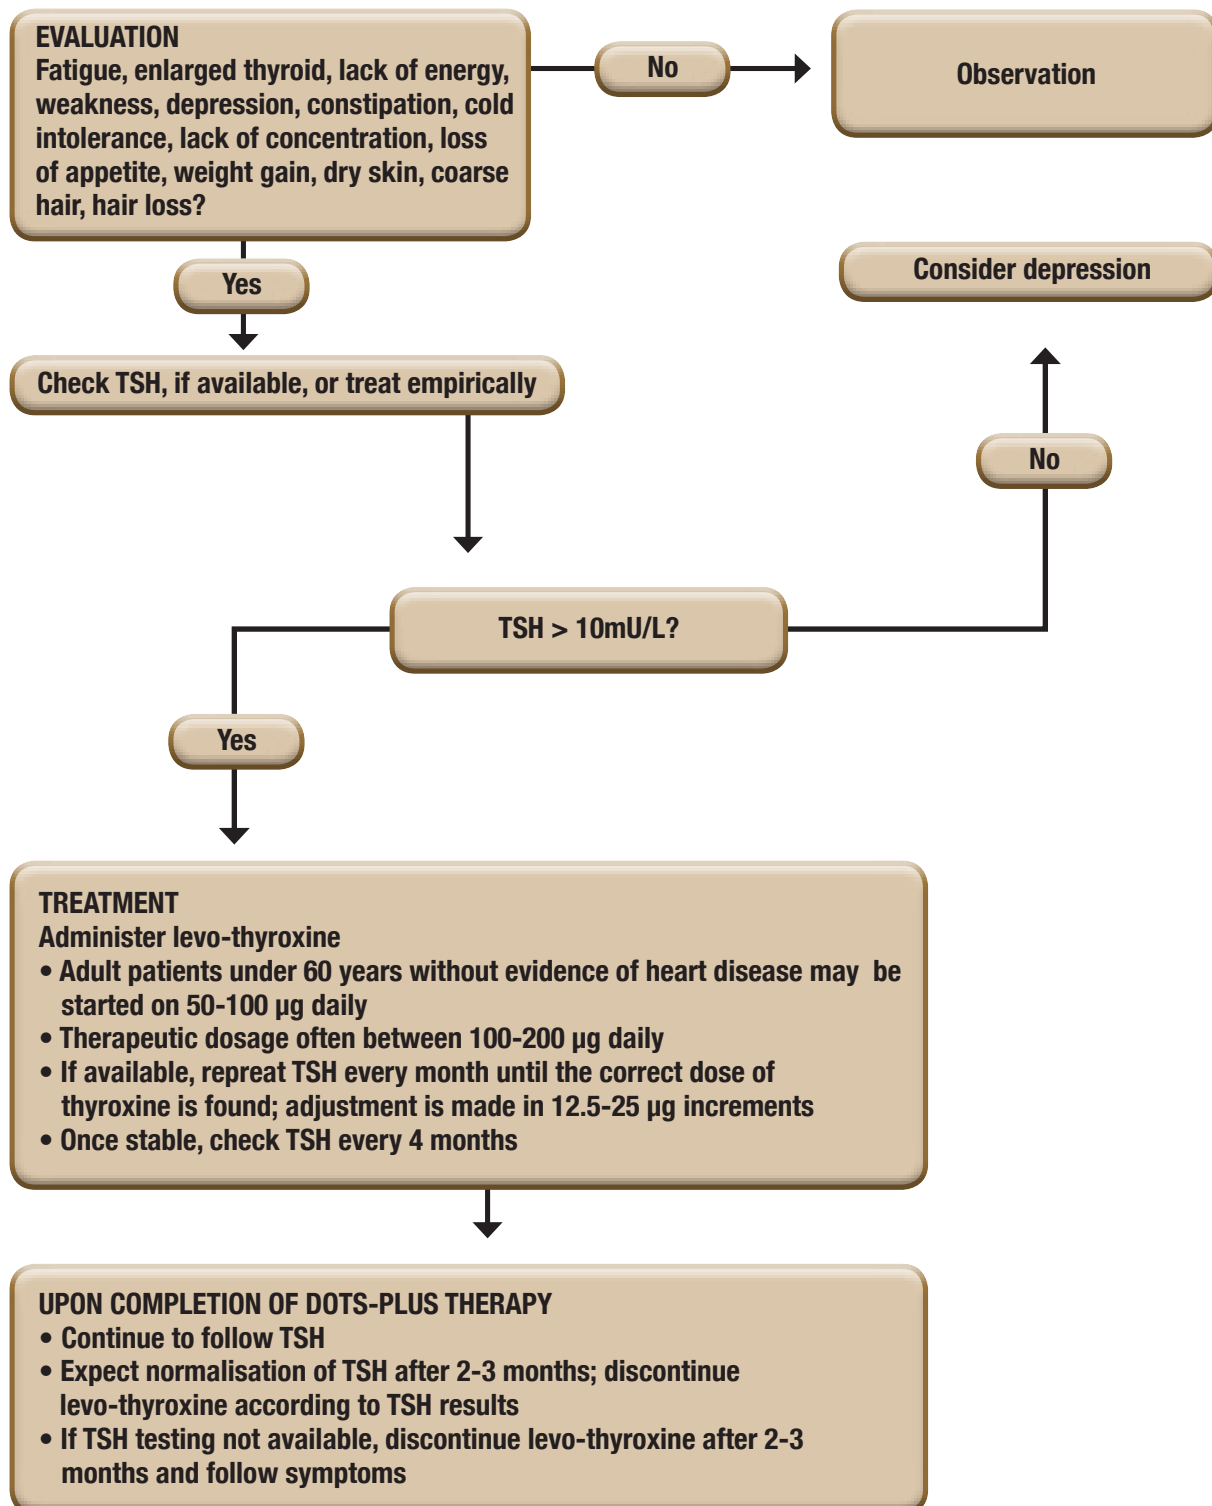 EVALUATION
Fatigue, enlarged thyroid, lack of energy,
weakness, depression, constipation, cold
intolerance, lack of concentration, loss
of appetite, weight gain, dry skin, coarse
hair, hair loss?
No
Observation
Yes
Consider depression
Check TSH, if available, or treat empirically
No
TSH > 10mU/L?
Yes
TREATMENT
Administer levo-thyroxine
• Adult patients under 60 years without evidence of heart disease may be
started on 50-100 µg daily
• Therapeutic dosage often between 100-200 µg daily
• If available, repreat TSH every month until the correct dose of
thyroxine is found; adjustment is made in 12.5-25 µg increments
• Once stable, check TSH every 4 months
UPON COMPLETION OF DOTS-PLUS THERAPY
• Continue to follow TSH
• Expect normalisation of TSH after 2-3 months; discontinue
levo-thyroxine according to TSH results
• If TSH testing not available, discontinue levo-thyroxine after 2-3
months and follow symptoms